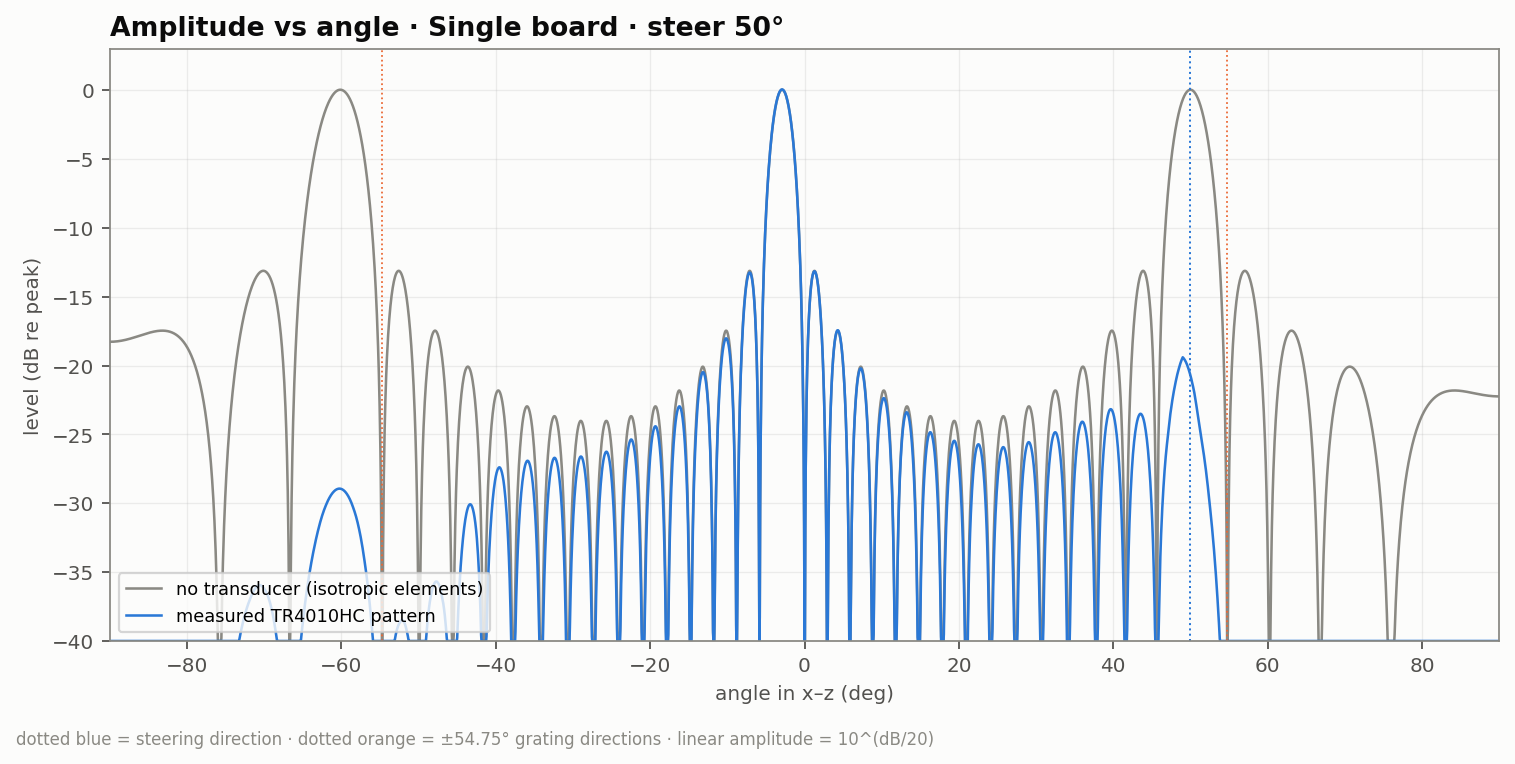 Amplitude vs angle · Single board · steer 50°
level (dB re peak)
0
−5
−10
−15
−20
−25
−30
−35
−40
no transducer (isotropic elements)
measured TR4010HC pattern
−80 −60 −40 −20 0 20 40 60 80
angle in x–z (deg)
dotted blue = steering direction · dotted orange = ±54.75° grating directions · linear amplitude = 10^(dB/20)